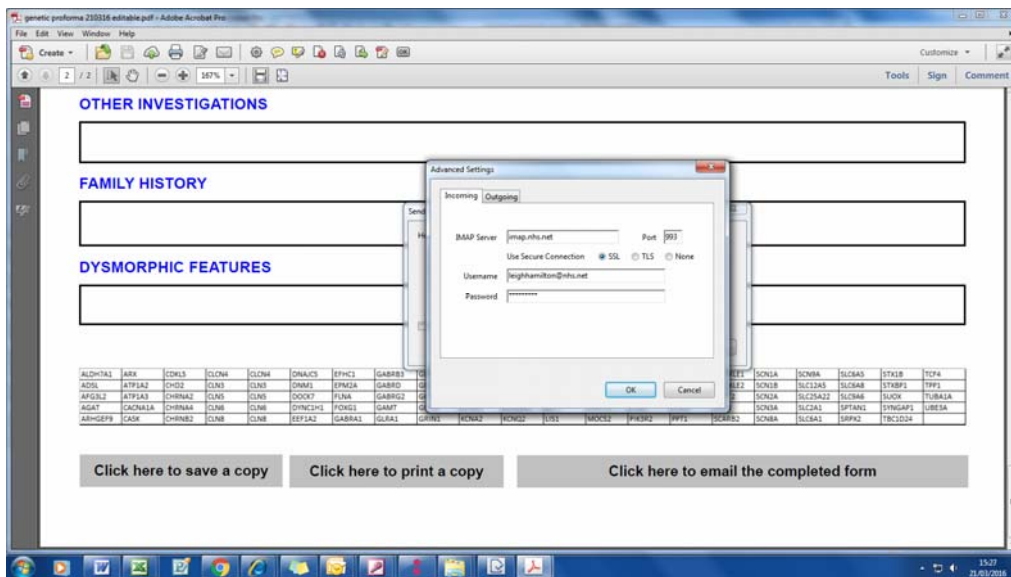 genetic proforma 210316 editable.pdf - Adobe Acrobat Pro
File Edit View Window Help
Create
Customize
2 / 2 167%
Tools Sign Comment
OTHER INVESTIGATIONS
FAMILY HISTORY
DYSMORPHIC FEATURES
Send
Advanced Settings
Incoming Outgoing
IMAP Server imap.nhs.net Port 993
Use Secure Connection SSL TLS None
Username leighhamilton@nhs.net
Password *********
OK Cancel
ALDH7A1 ARX CDKL5 CLCN4 CLCN4 DNAJC5 EFHC1 GABRB3 SCN1A SCN9A SLC6A5 STX1B TCF4
ADSL ATP1A2 CHD2 CLN3 CLN3 DNM1 EPM2A GABRD SCN1B SLC12A5 SLC6A8 STXBP1 TPP1
AFG3L2 ATP1A3 CHRNA2 CLN5 CLN5 DOCK7 FLNA GABRG2 SCN2A SLC25A22 SLC9A6 SUOX TUBA1A
AGAT CACNA1A CHRNA4 CLN6 CLN6 DYNC1H1 FOXG1 GAMT SCN3A SLC2A1 SPTAN1 SYNGAP1 UBE3A
ARHGEF9 CASK CHRNB2 CLN8 CLN8 EEF1A2 GABRA1 GLRA1 GRIN1 KCNA2 KCNQ2 LIS1 MOCS2 PIK3R2 PPT1 SCARB2 SCN8A SLC6A1 SRPX2 TBC1D24
Click here to save a copy Click here to print a copy Click here to email the completed form
15:27
21/03/2016